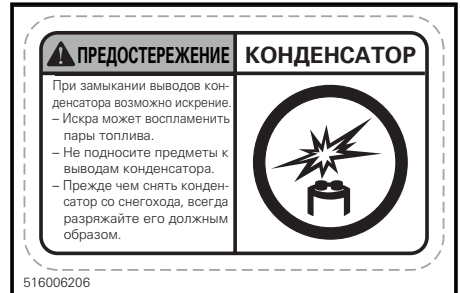 ПРЕДОСТЕРЕЖЕНИЕ
КОНДЕНСАТОР
При замыкании выводов кон-
денсатора возможно искрение.
– Искра может воспламенить
пары топлива.
– Не подносите предметы к
выводам конденсатора.
– Прежде чем снять конден-
сатор со снегохода, всегда
разряжайте его должным
образом.
516006206